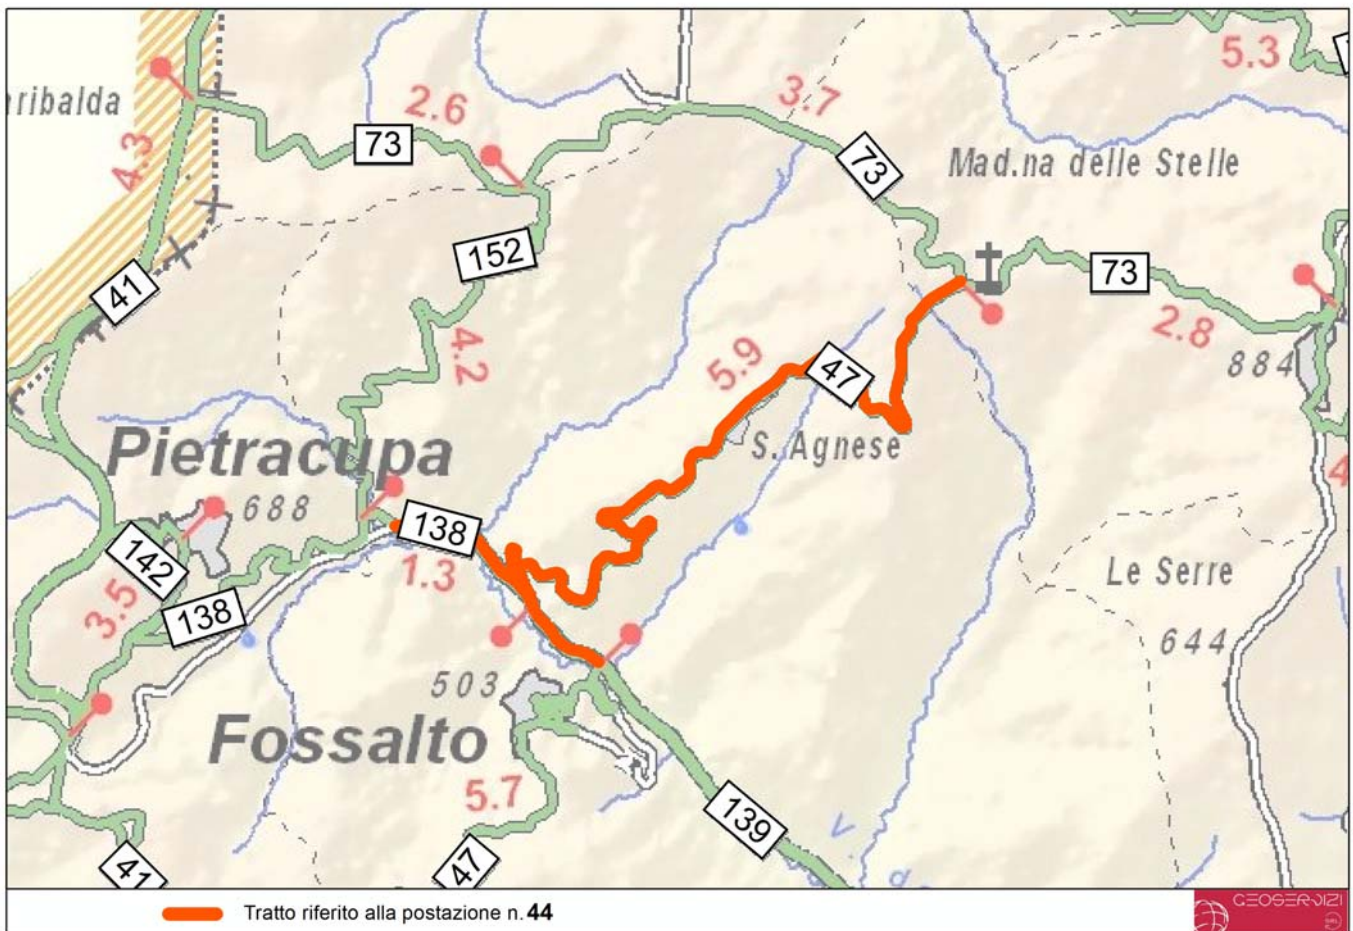 5.3
2.6
3.7
aribalda
73
4.3
73
Mad.na delle Stelle
152
73
41
2.8
4.2
5.9
884
47
S. Agnese
Pietracupa
688
138
142
1.3
Le Serre
3.5
138
644
503
Fossalto
5.7
139
V.
d
47
41
Tratto riferito alla postazione n. 44
GEOSERVIZI